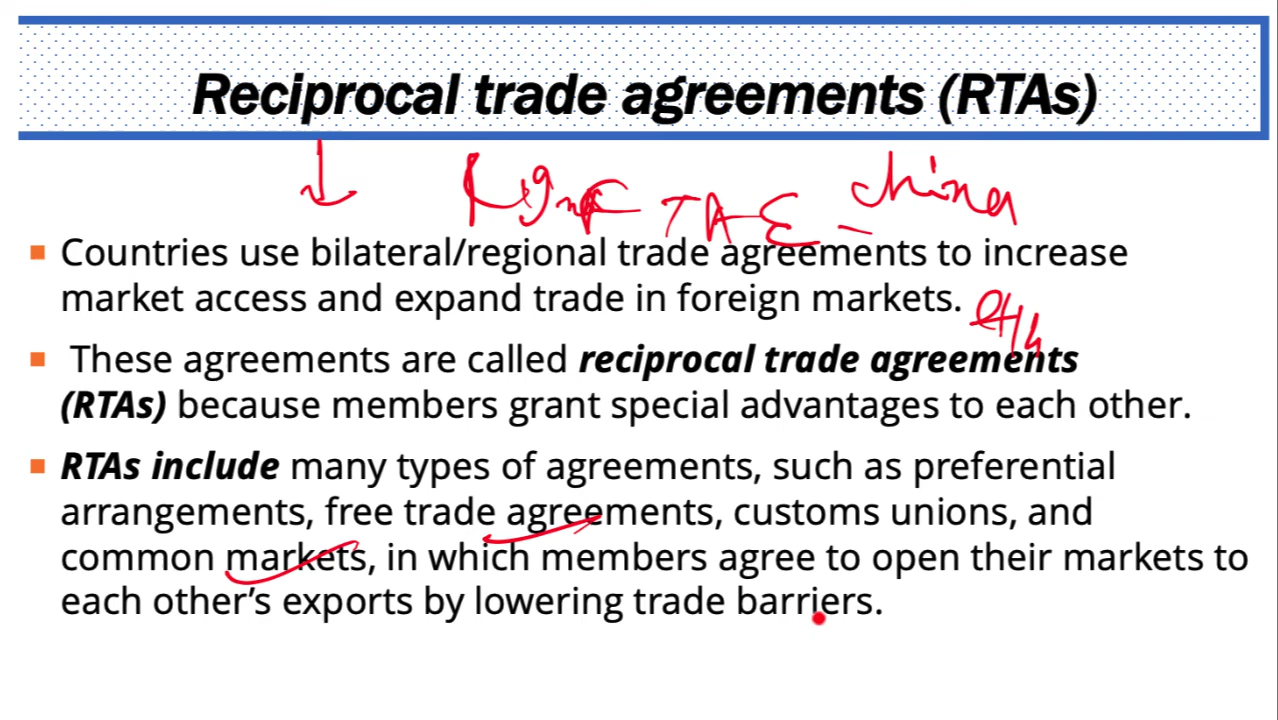 Reciprocal trade agreements (RTAs)
china
▪ Countries use bilateral/regional trade agreements to increase
market access and expand trade in foreign markets.
▪ These agreements are called reciprocal trade agreements
(RTAs) because members grant special advantages to each other.
▪ RTAs include many types of agreements, such as preferential
arrangements, free trade agreements, customs unions, and
common markets, in which members agree to open their markets to
each other’s exports by lowering trade barriers.